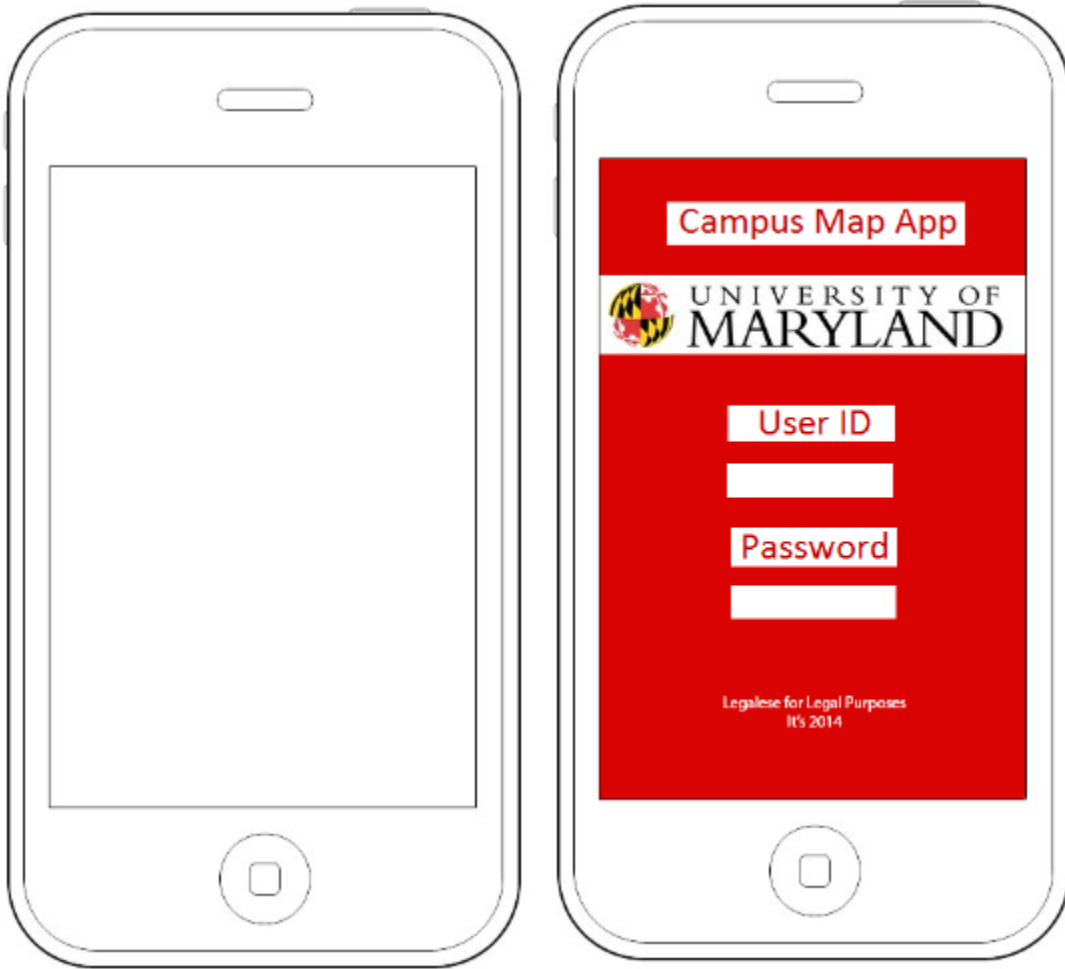 Campus Map App
UNIVERSITY OF
MARYLAND
User ID
Password
Legalese for Legal Purposes
It's 2014